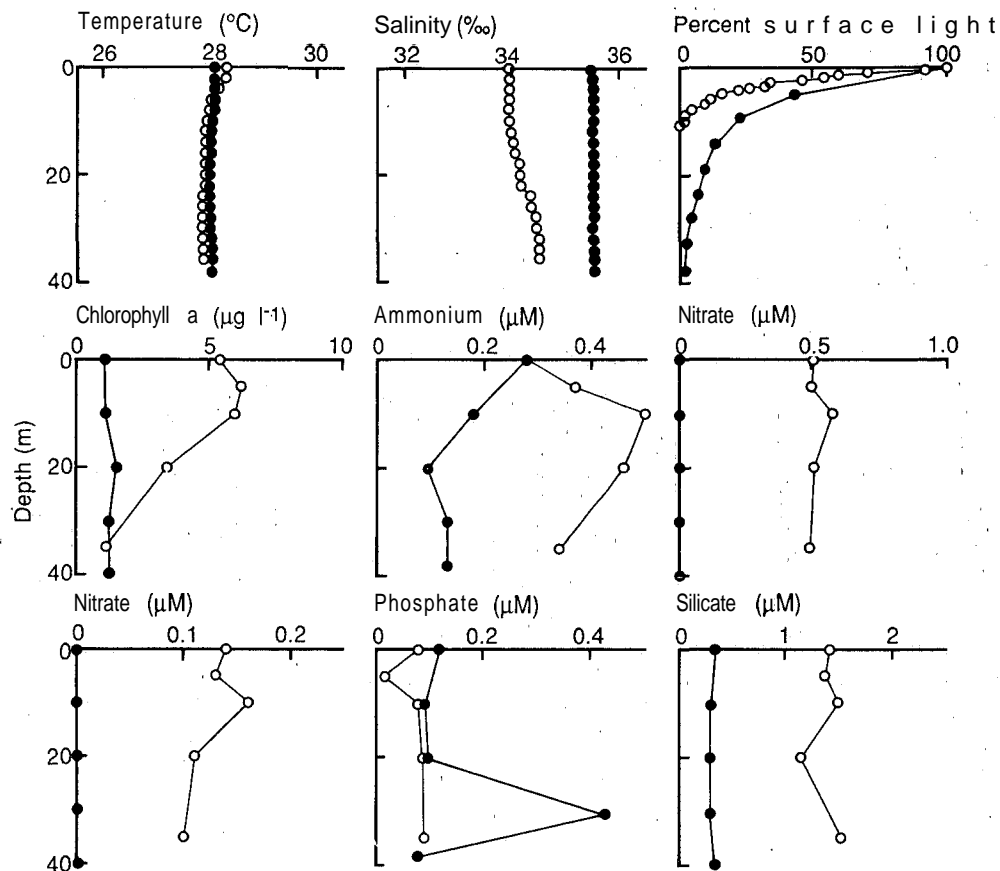 Temperature (°C)
Salinity (‰)
Percent surface light
26 28 30
32 34 36
0 50 100
0
20
40
Chlorophyll a (μg l-1)
Ammonium (μM)
Nitrate (μM)
0 5 10
0 0.2 0.4
0 0.5 1.0
0
20
40
Depth (m)
Nitrate (μM)
Phosphate (μM)
Silicate (μM)
0 0.1 0.2
0 0.2 0.4
0 1 2
0
20
40